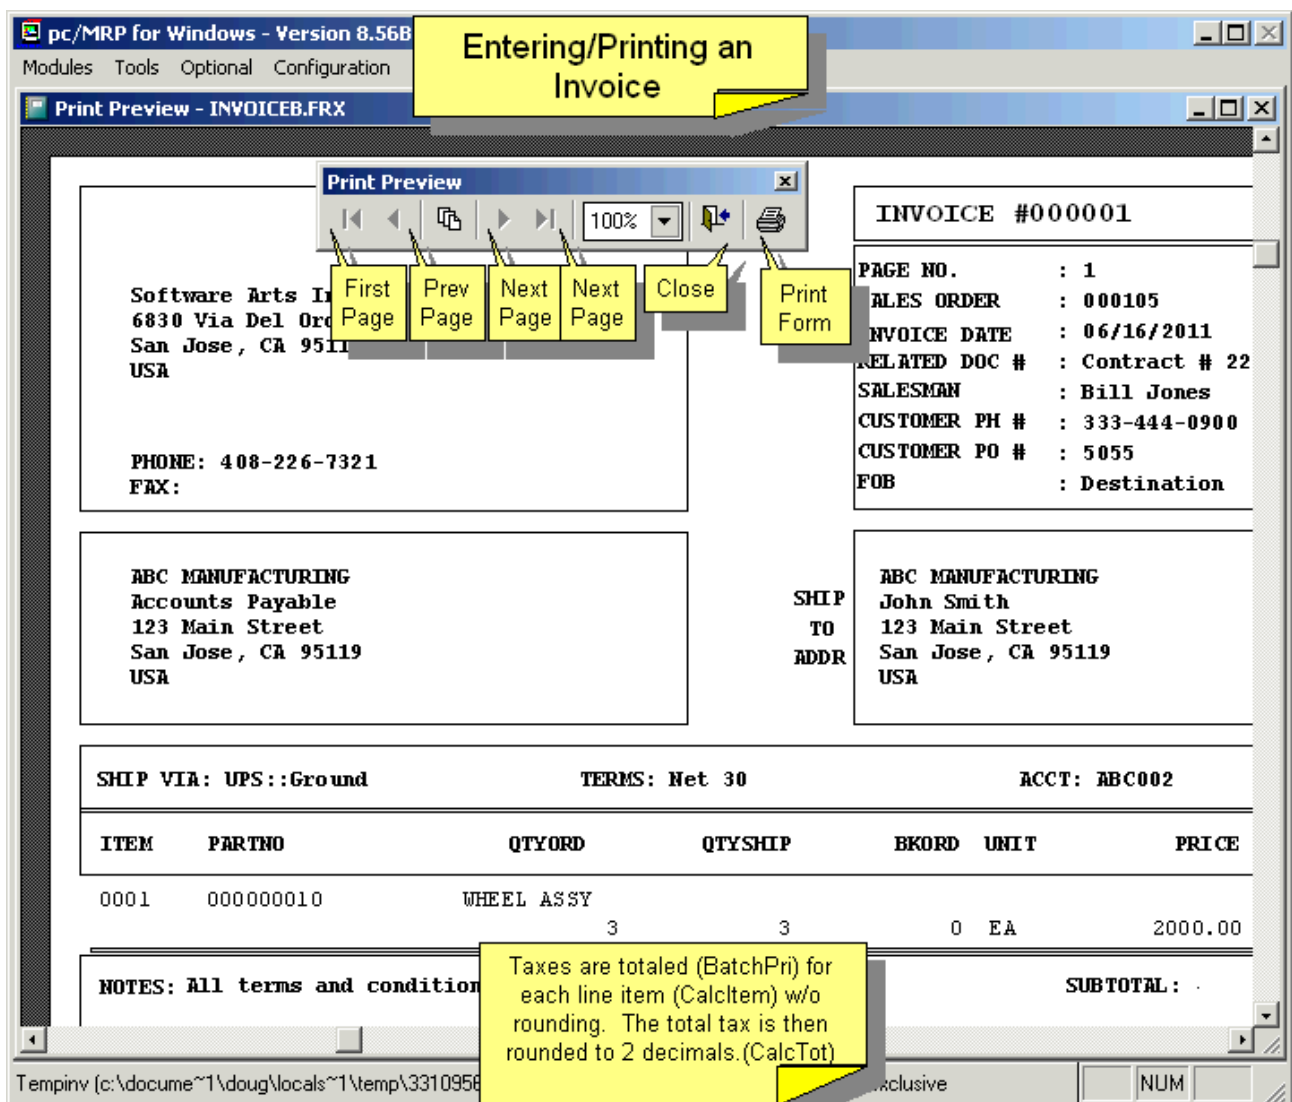 pc/MRP for Windows - Version 8.56B
Entering/Printing an
Invoice
Modules Tools Optional Configuration
Print Preview - INVOICEB.FRX
Print Preview
100%
First
Page
Prev
Page
Next
Page
Next
Page
Close
Print
Form
INVOICE #000001
Software Arts
6830 Via Del
San Jose, CA
USA
PHONE: 408-226-7321
FAX:
PAGE NO. : 1
SALES ORDER : 000105
INVOICE DATE : 06/16/2011
RELATED DOC # : Contract # 22
SALESMAN : Bill Jones
CUSTOMER PH # : 333-444-0900
CUSTOMER PO # : 5055
FOB : Destination
ABC MANUFACTURING
Accounts Payable
123 Main Street
San Jose, CA 95119
USA
SHIP
TO
ADDR
ABC MANUFACTURING
John Smith
123 Main Street
San Jose, CA 95119
USA
SHIP VIA: UPS::Ground TERMS: Net 30 ACCT: ABC002
ITEM PARTNO QTYORD QTYSHIP BKORD UNIT PRICE
0001 000000010 WHEEL ASSY
3 3 0 EA 2000.00
NOTES: All terms and condition
SUBTOTAL:
Taxes are totaled (BatchPri) for
each line item (CalcItem) w/o
rounding. The total tax is then
rounded to 2 decimals.(CalcTot)
Tempinv (c:\docume~1\doug\locals~1\temp\3310956
xclusive
NUM